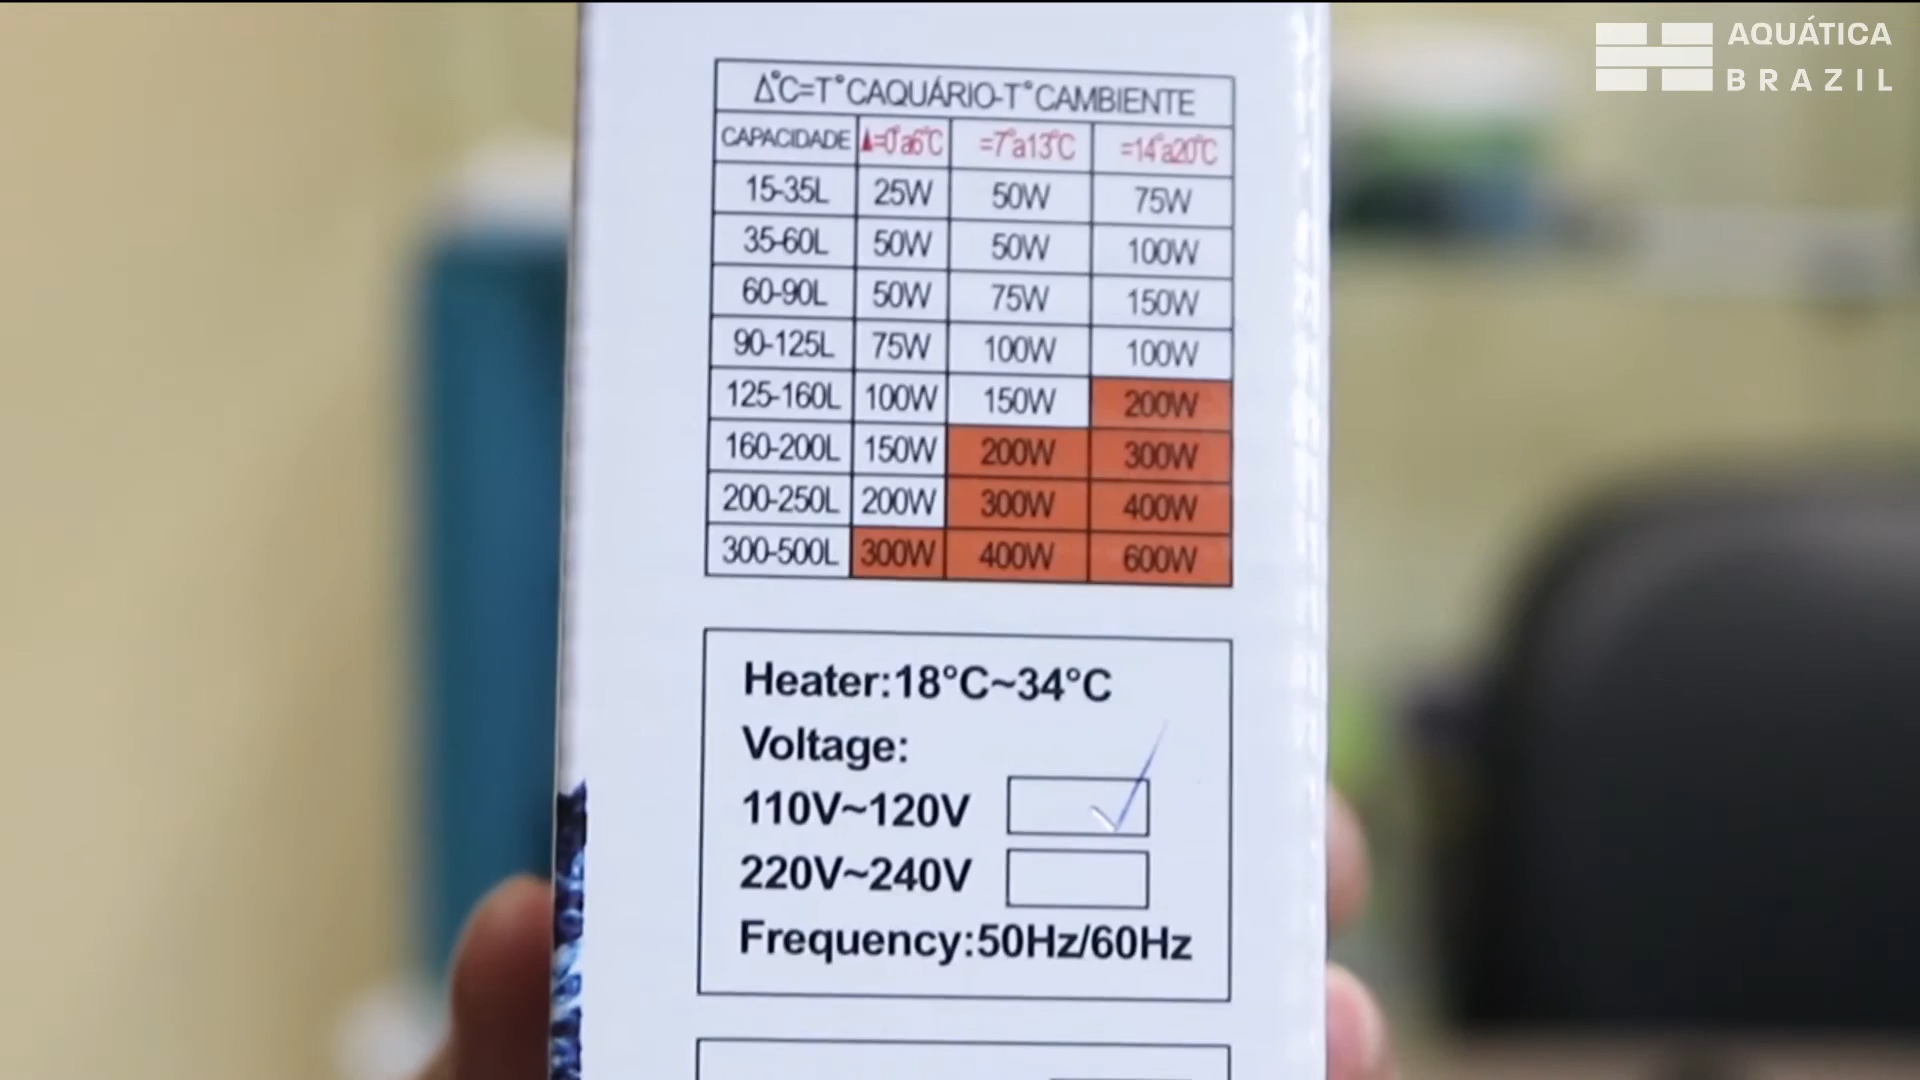 AQUÁTICA
BRAZIL
Δ°C=T°CAQUÁRIO-T°CAMBIENTE
CAPACIDADE ▲=0°a6°C =7°a13°C =14°a20°C
15-35L 25W 50W 75W
35-60L 50W 50W 100W
60-90L 50W 75W 150W
90-125L 75W 100W 100W
125-160L 100W 150W 200W
160-200L 150W 200W 300W
200-250L 200W 300W 400W
300-500L 300W 400W 600W
Heater:18°C~34°C
Voltage:
110V~120V
220V~240V
Frequency:50Hz/60Hz